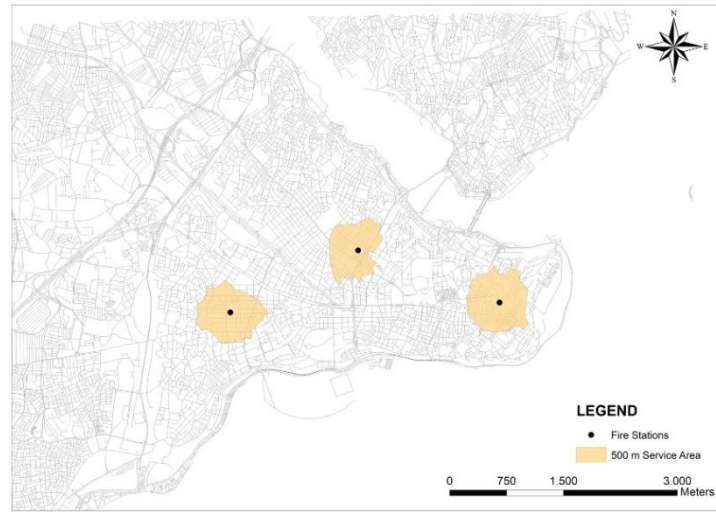 N
W E
S
LEGEND
Fire Stations
500 m Service Area
0 750 1.500 3.000
Meters